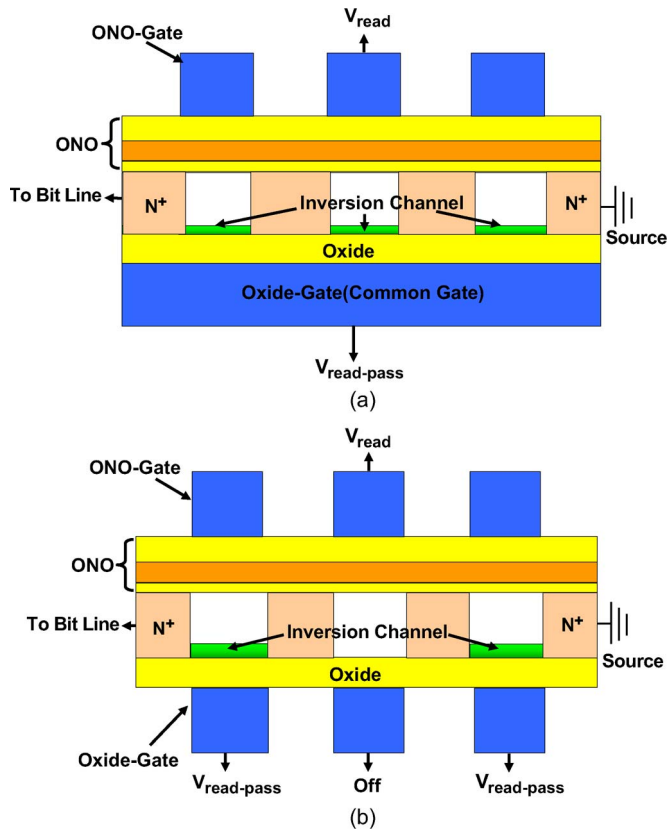 V_read
ONO-Gate
ONO
To Bit Line
N+
Inversion Channel
N+
Source
Oxide
Oxide-Gate(Common Gate)
V_read-pass
(a)
V_read
ONO-Gate
ONO
To Bit Line
N+
Inversion Channel
N+
Source
Oxide
Oxide-Gate
V_read-pass
Off
V_read-pass
(b)